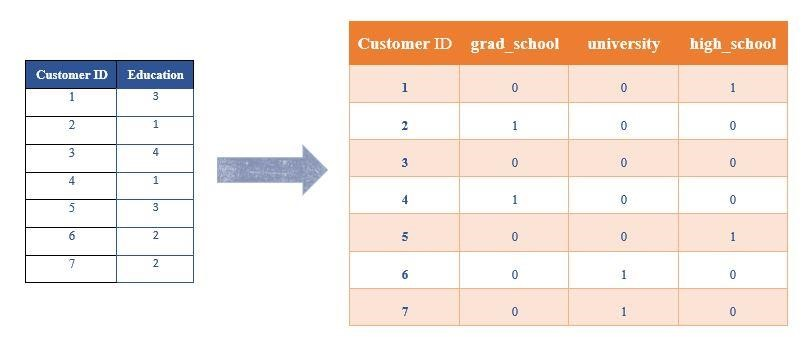 Customer ID Education
1 3
2 1
3 4
4 1
5 3
6 2
7 2
Customer ID grad_school university high_school
1 0 0 1
2 1 0 0
3 0 0 0
4 1 0 0
5 0 0 1
6 0 1 0
7 0 1 0